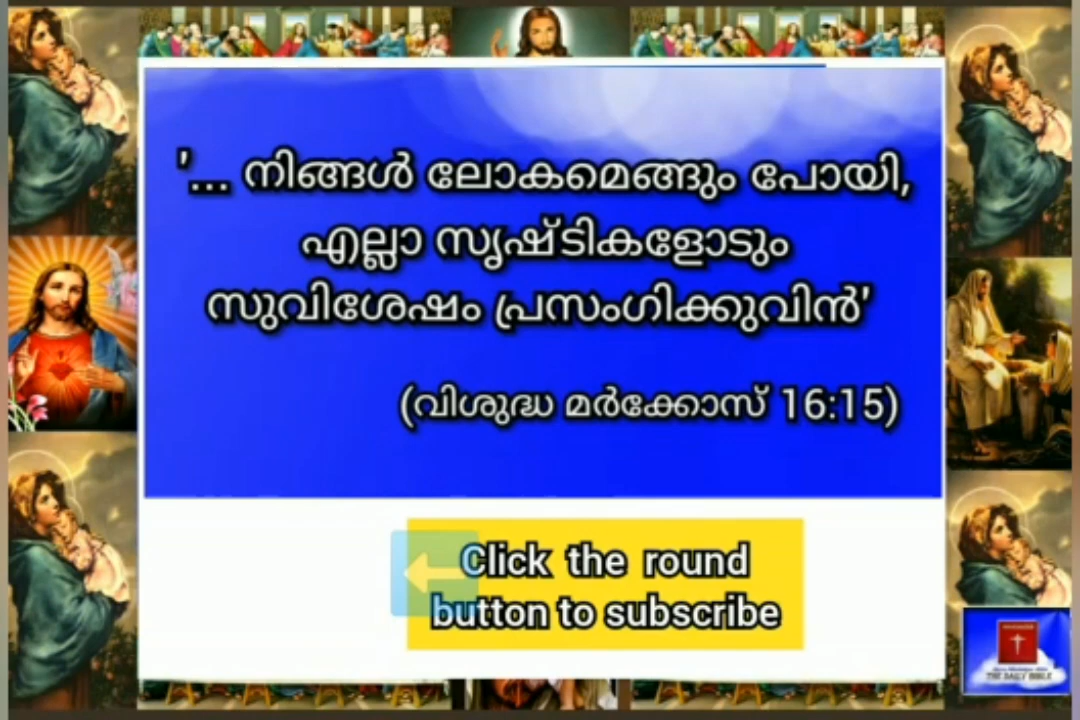 '... നിങ്ങൾ ലോകമെങ്ങും പോയി,
എല്ലാ സൃഷ്ടികളോടും
സുവിശേഷം പ്രസംഗിക്കുവിൻ'
(വിശുദ്ധ മർക്കോസ് 16:15)
Click the round
button to subscribe
THE DAILY BIBLE